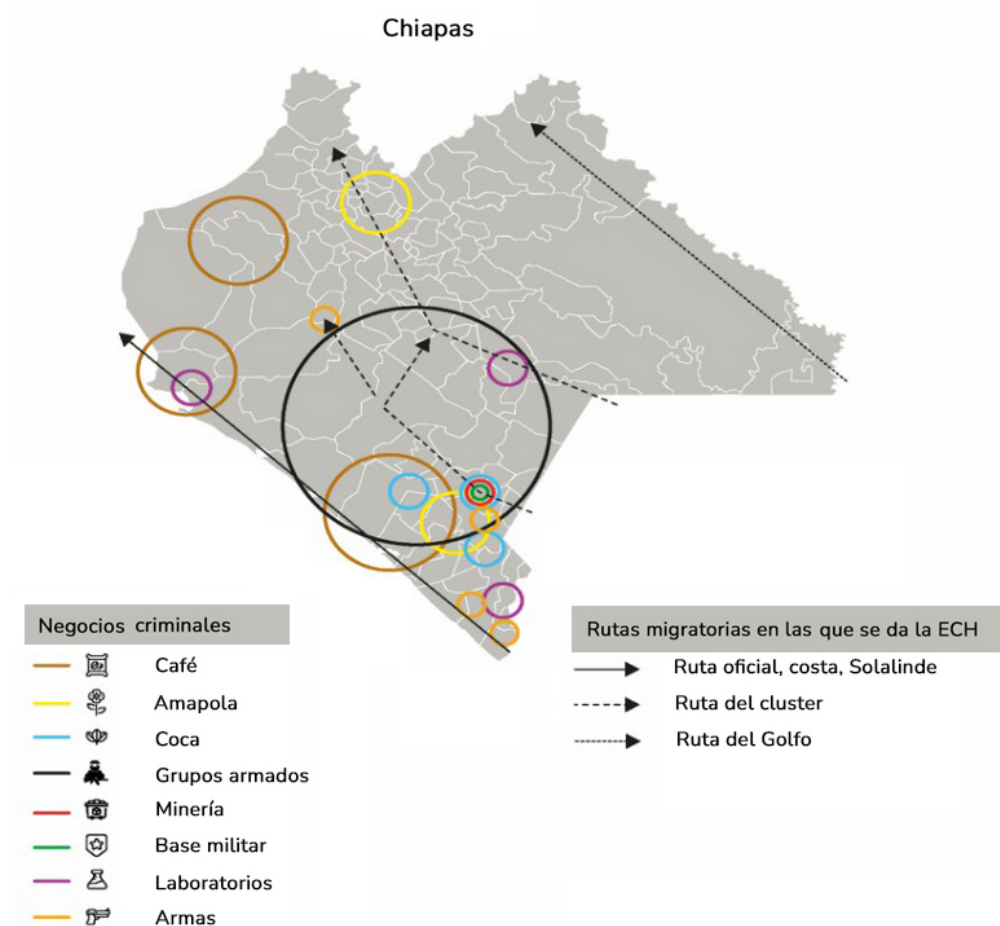 Chiapas
Negocios criminales
Café
Amapola
Coca
Grupos armados
Minería
Base militar
Laboratorios
Armas
Rutas migratorias en las que se da la ECH
Ruta oficial, costa, Solalinde
Ruta del cluster
Ruta del Golfo